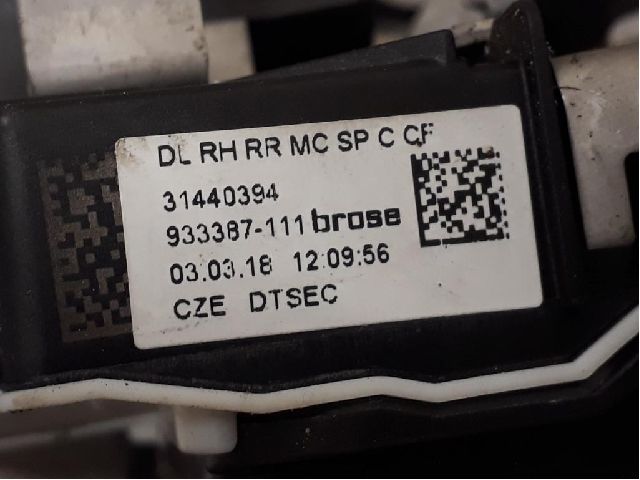 DL RH RR MC SP C CF
31440394
933387-111 brose
03.03.18 12:09:56
CZE DTSEC